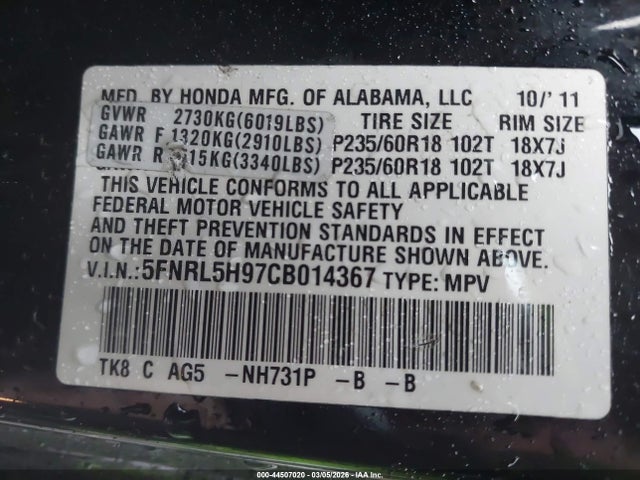 MFD. BY HONDA MFG. OF ALABAMA, LLC 10/'11
GVWR 2730KG(6019LBS) TIRE SIZE RIM SIZE
GAWR F 1320KG(2910LBS) P235/60R18 102T 18X7J
GAWR R 15KG(3340LBS) P235/60R18 102T 18X7J
THIS VEHICLE CONFORMS TO ALL APPLICABLE
FEDERAL MOTOR VEHICLE SAFETY
AND THEFT PREVENTION STANDARDS IN EFFECT
ON THE DATE OF MANUFACTURE SHOWN ABOVE.
V.I.N.:5FNRL5H97CB014367 TYPE: MPV
TK8 C AG5 -NH731P -B -B
000-44507020 - 03/05/2026 - IAAI.COM